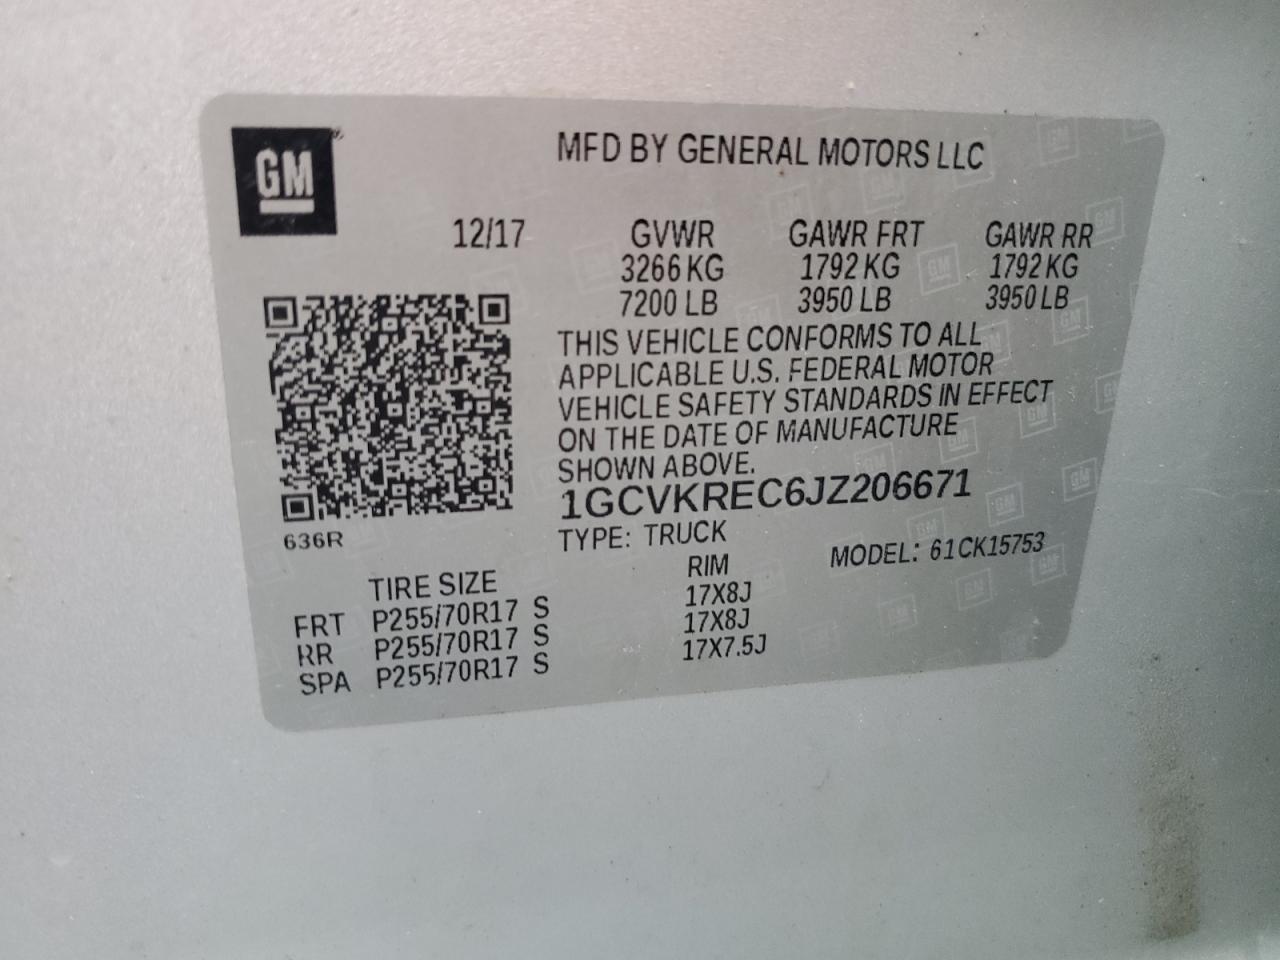 GM
MFD BY GENERAL MOTORS LLC
12/17 GVWR GAWR FRT GAWR RR
3266 KG 1792 KG 1792 KG
7200 LB 3950 LB 3950 LB
THIS VEHICLE CONFORMS TO ALL
APPLICABLE U.S. FEDERAL MOTOR
VEHICLE SAFETY STANDARDS IN EFFECT
ON THE DATE OF MANUFACTURE
SHOWN ABOVE.
1GCVKREC6JZ206671
TYPE: TRUCK
MODEL: 61CK15753
636R
TIRE SIZE RIM
FRT P255/70R17 S 17X8J
RR P255/70R17 S 17X8J
SPA P255/70R17 S 17X7.5J